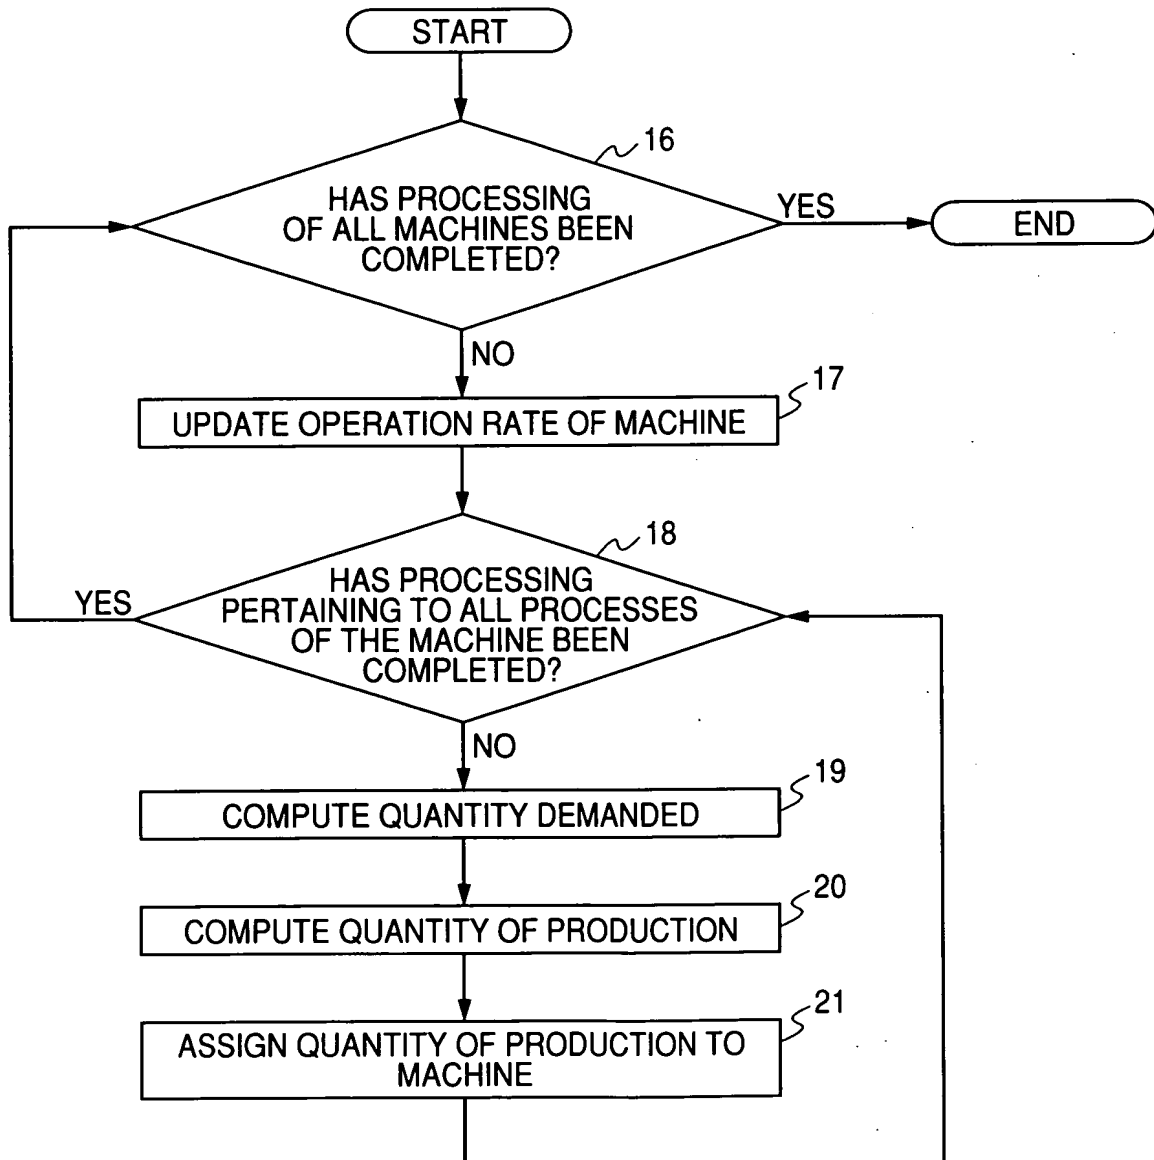 START
16
HAS PROCESSING
OF ALL MACHINES BEEN
COMPLETED?
YES
END
NO
17
UPDATE OPERATION RATE OF MACHINE
18
HAS PROCESSING
PERTAINING TO ALL PROCESSES
OF THE MACHINE BEEN
COMPLETED?
YES
NO
19
COMPUTE QUANTITY DEMANDED
20
COMPUTE QUANTITY OF PRODUCTION
21
ASSIGN QUANTITY OF PRODUCTION TO
MACHINE